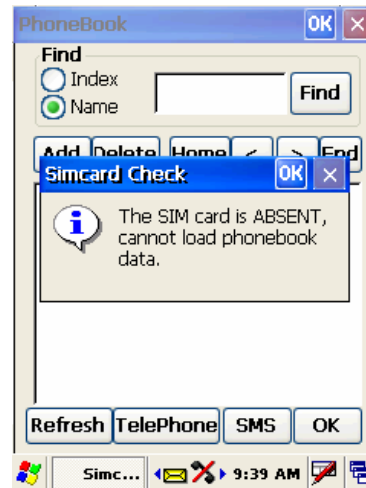 PhoneBook OK
Find
Index
Name
Find
Add Delete Home < > End
Simcard Check OK
The SIM card is ABSENT,
cannot load phonebook
data.
Refresh TelePhone SMS OK
Simc... 9:39 AM